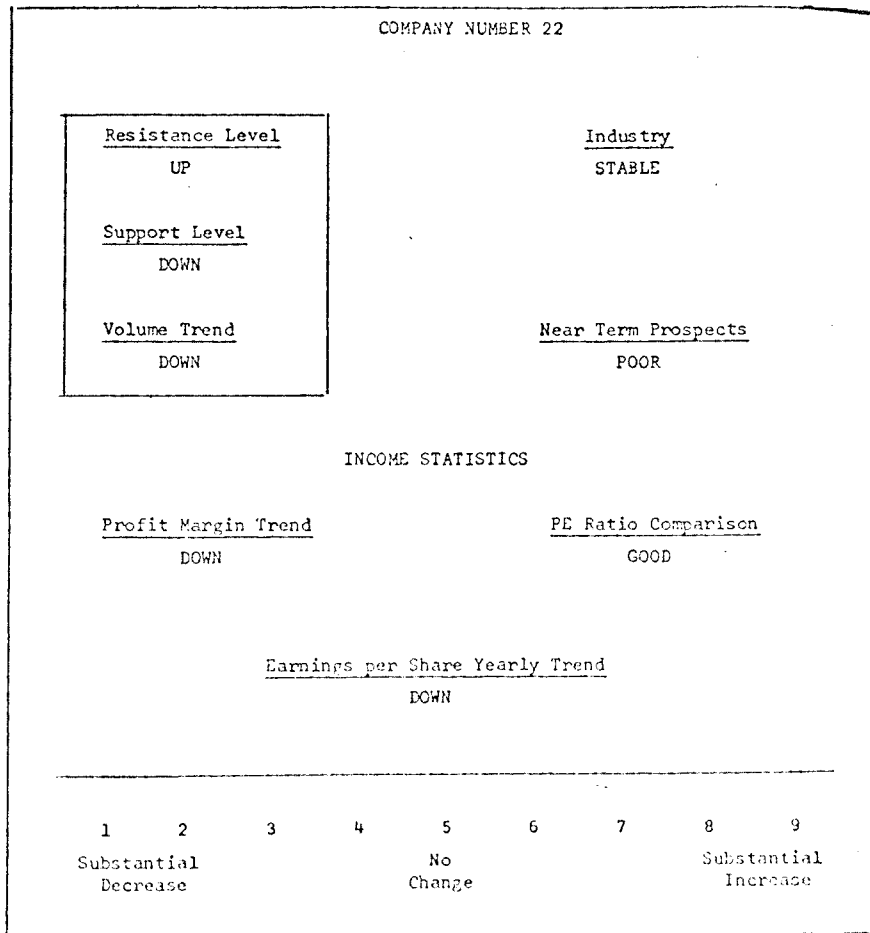 COMPANY NUMBER 22
Resistance Level
UP
Industry
STABLE
Support Level
DOWN
Volume Trend
DOWN
Near Term Prospects
POOR
INCOME STATISTICS
Profit Margin Trend
DOWN
PE Ratio Comparison
GOOD
Earnings per Share Yearly Trend
DOWN
1 2 3 4 5 6 7 8 9
Substantial No Substantial
Decrease Change Increase